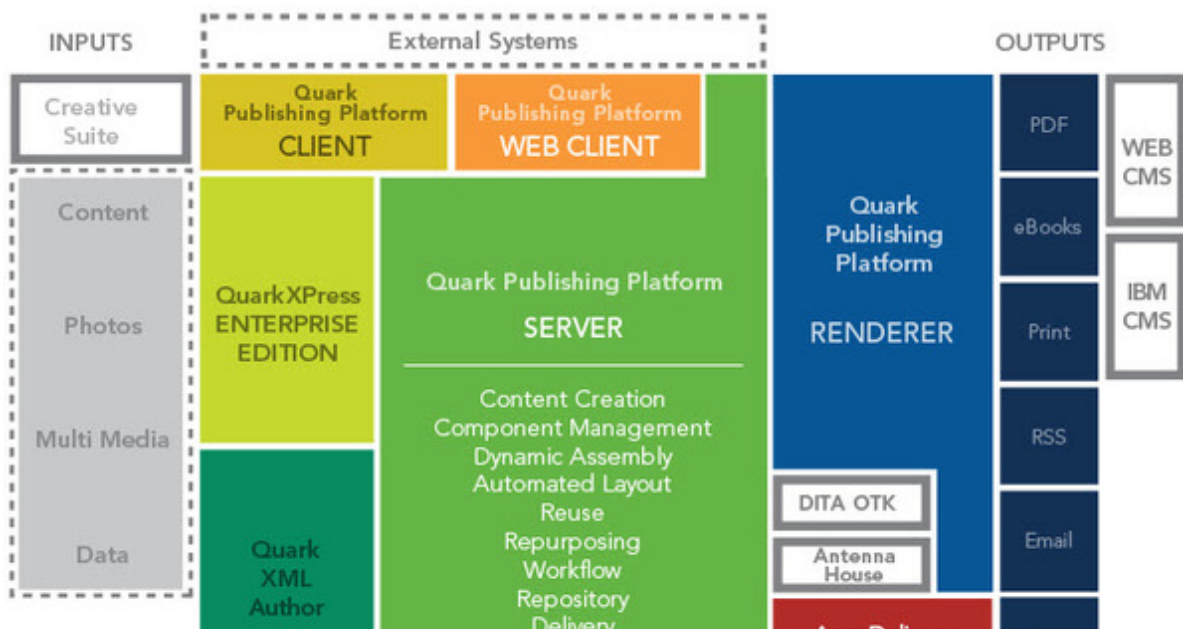 INPUTS
External Systems
OUTPUTS
Creative
Suite
Content
Photos
Multi Media
Data
Quark
Publishing Platform
CLIENT
Quark
Publishing Platform
WEB CLIENT
QuarkXPress
ENTERPRISE
EDITION
Quark
XML
Author
Quark Publishing Platform
SERVER
Content Creation
Component Management
Dynamic Assembly
Automated Layout
Reuse
Repurposing
Workflow
Repository
Delivery
Quark
Publishing
Platform
RENDERER
DITA OTK
Antenna
House
PDF
eBooks
Print
RSS
Email
WEB
CMS
IBM
CMS